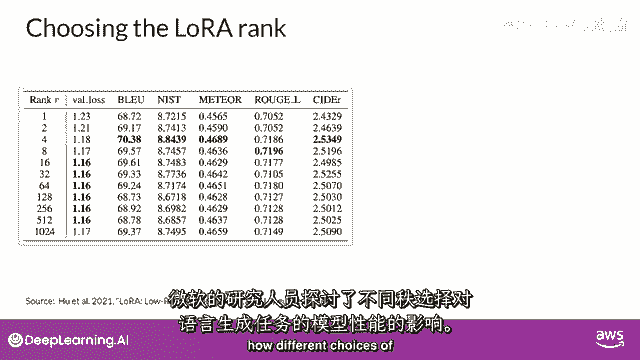 Choosing the LoRA rank
Rank r val_loss BLEU NIST METEOR ROUGE_L CIDEr
1 1.23 68.72 8.7215 0.4565 0.7052 2.4329
2 1.21 69.17 8.7413 0.4590 0.7052 2.4639
4 1.18 70.38 8.8439 0.4689 0.7186 2.5349
8 1.17 69.57 8.7457 0.4636 0.7196 2.5196
16 1.16 69.61 8.7483 0.4629 0.7177 2.4985
32 1.16 69.33 8.7736 0.4642 0.7105 2.5255
64 1.16 69.24 8.7174 0.4651 0.7180 2.5070
128 1.16 68.73 8.6718 0.4628 0.7127 2.5030
256 1.16 68.92 8.6982 0.4629 0.7128 2.5012
512 1.16 68.78 8.6857 0.4637 0.7128 2.5025
1024 1.17 69.37 8.7495 0.4659 0.7149 2.5090
Source: Hu et al. 2021, "LoRA: Low-R
微软的研究人员探讨了不同秩选择对
语言生成任务的模型性能的影响。
how different choices of
DeepLearning.AI
aws